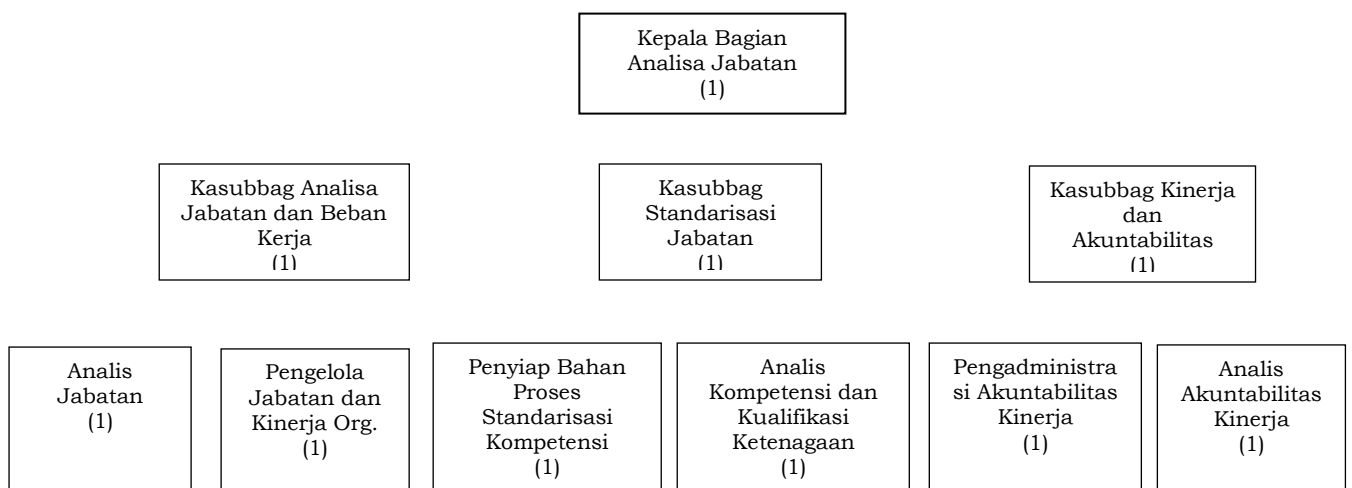 Kepala Bagian
Analisa Jabatan
(1)
Kasubbag Analisa
Jabatan dan Beban
Kerja
(1)
Kasubbag
Standarisasi
Jabatan
(1)
Kasubbag Kinerja
dan
Akuntabilitas
(1)
Analis
Jabatan
(1)
Pengelola
Jabatan dan
Kinerja Org.
(1)
Penyiap Bahan
Proses
Standarisasi
Kompetensi
(1)
Analis
Kompetensi dan
Kualifikasi
Ketenagaan
(1)
Pengadministra
si Akuntabilitas
Kinerja
(1)
Analis
Akuntabilitas
Kinerja
(1)